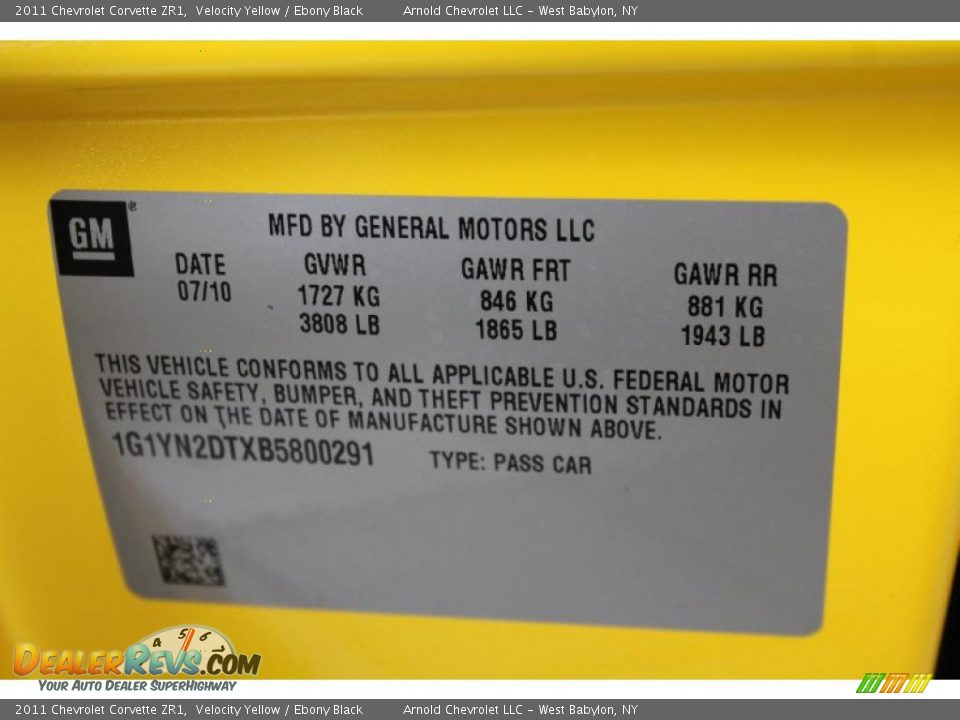 2011 Chevrolet Corvette ZR1, Velocity Yellow / Ebony Black Arnold Chevrolet LLC - West Babylon, NY
GM®
MFD BY GENERAL MOTORS LLC
DATE GVWR GAWR FRT GAWR RR
07/10 1727 KG 846 KG 881 KG
3808 LB 1865 LB 1943 LB
THIS VEHICLE CONFORMS TO ALL APPLICABLE U.S. FEDERAL MOTOR
VEHICLE SAFETY, BUMPER, AND THEFT PREVENTION STANDARDS IN
EFFECT ON THE DATE OF MANUFACTURE SHOWN ABOVE.
1G1YN2DTXB5800291 TYPE: PASS CAR
4 5 6
DEALERREVS.COM
YOUR AUTO DEALER SUPERHIGHWAY
2011 Chevrolet Corvette ZR1, Velocity Yellow / Ebony Black Arnold Chevrolet LLC - West Babylon, NY